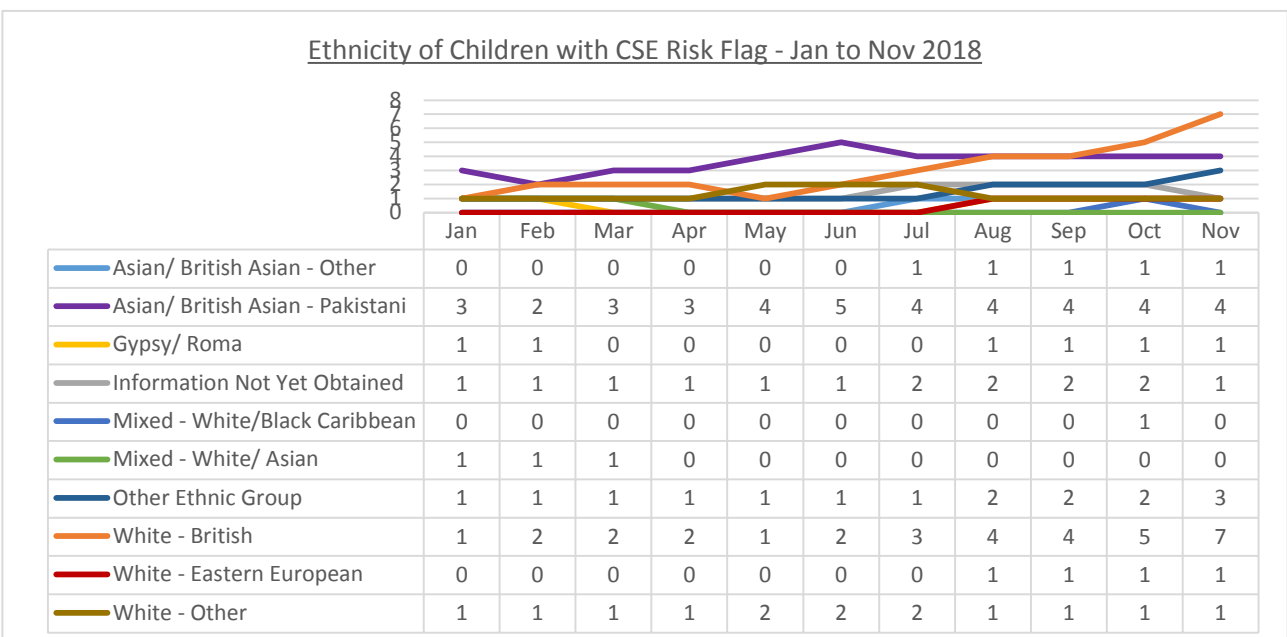 Ethnicity of Children with CSE Risk Flag - Jan to Nov 2018
8
7
6
5
4
3
2
1
0
Jan Feb Mar Apr May Jun Jul Aug Sep Oct Nov
Asian/ British Asian - Other 0 0 0 0 0 0 1 1 1 1 1
Asian/ British Asian - Pakistani 3 2 3 3 4 5 4 4 4 4 4
Gypsy/ Roma 1 1 0 0 0 0 0 1 1 1 1
Information Not Yet Obtained 1 1 1 1 1 1 2 2 2 2 1
Mixed - White/Black Caribbean 0 0 0 0 0 0 0 0 0 1 0
Mixed - White/ Asian 1 1 1 0 0 0 0 0 0 0 0
Other Ethnic Group 1 1 1 1 1 1 1 2 2 2 3
White - British 1 2 2 2 1 2 3 4 4 5 7
White - Eastern European 0 0 0 0 0 0 0 1 1 1 1
White - Other 1 1 1 1 2 2 2 1 1 1 1